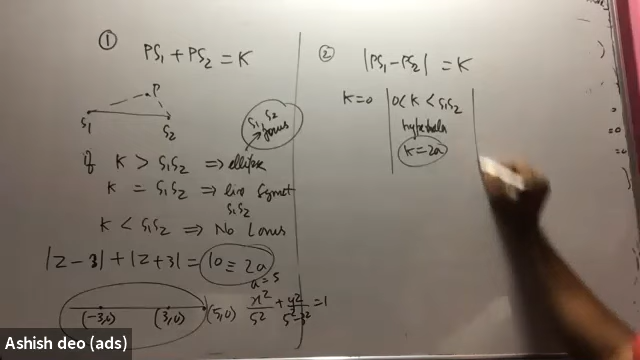 ①
PS₁ + PS₂ = K
P
S₁
S₂
S₁, S₂
focus
if K > S₁S₂ ⇒ ellipse
K = S₁S₂ ⇒ line Segment
S₁S₂
K < S₁S₂ ⇒ No Locus
|z-3| + |z+3| = 10 ≡ 2a
a = 5
(-3,0) (3,0) (5,0)
x²/5² + y²/5²-3² = 1
②
|PS₁ - PS₂| = K
K=0
0 < K < S₁S₂
hyperbola
K = 2a
=0
=0
Ashish deo (ads)